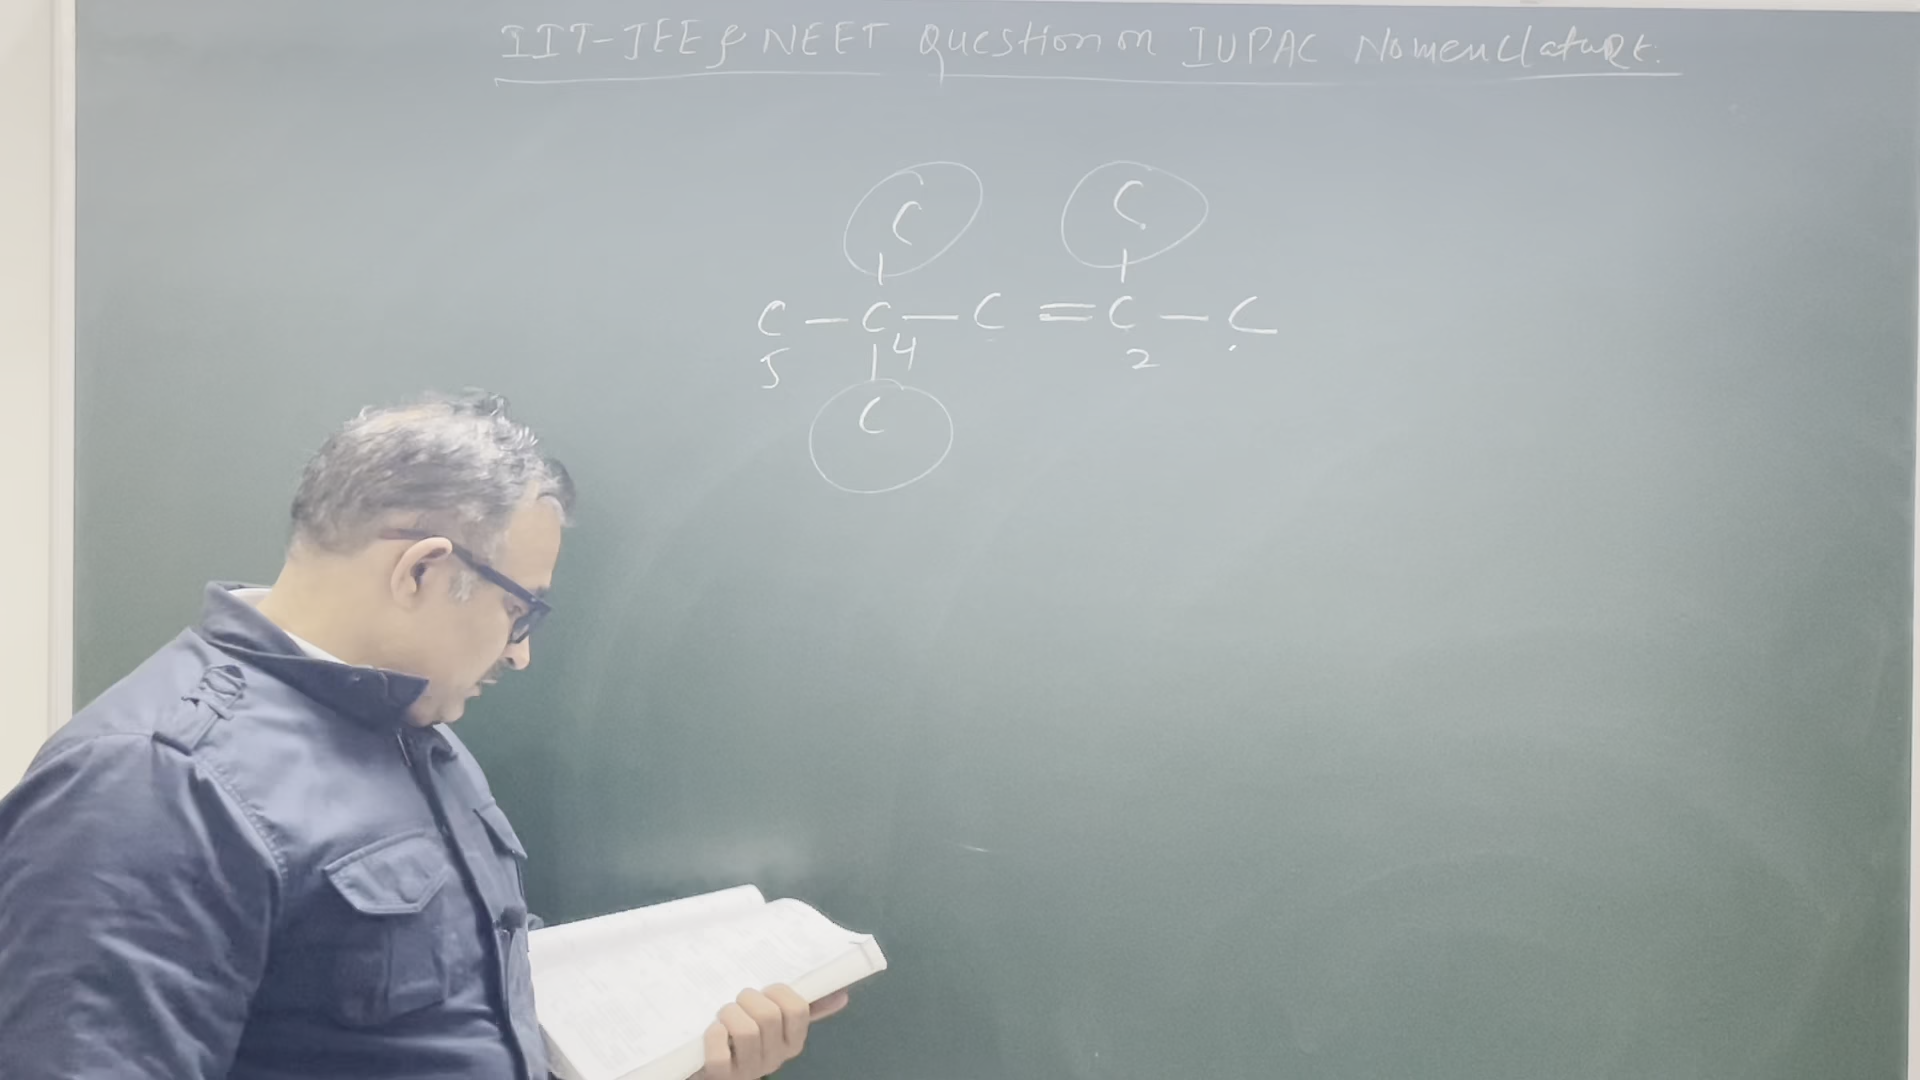 IIT-JEE & NEET Question on IUPAC Nomenclature.
C C
C - C - C = C - C
5 4 2
C